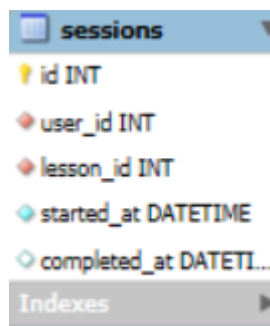 sessions
id INT
user_id INT
lesson_id INT
started_at DATETIME
completed_at DATETI...
Indexes